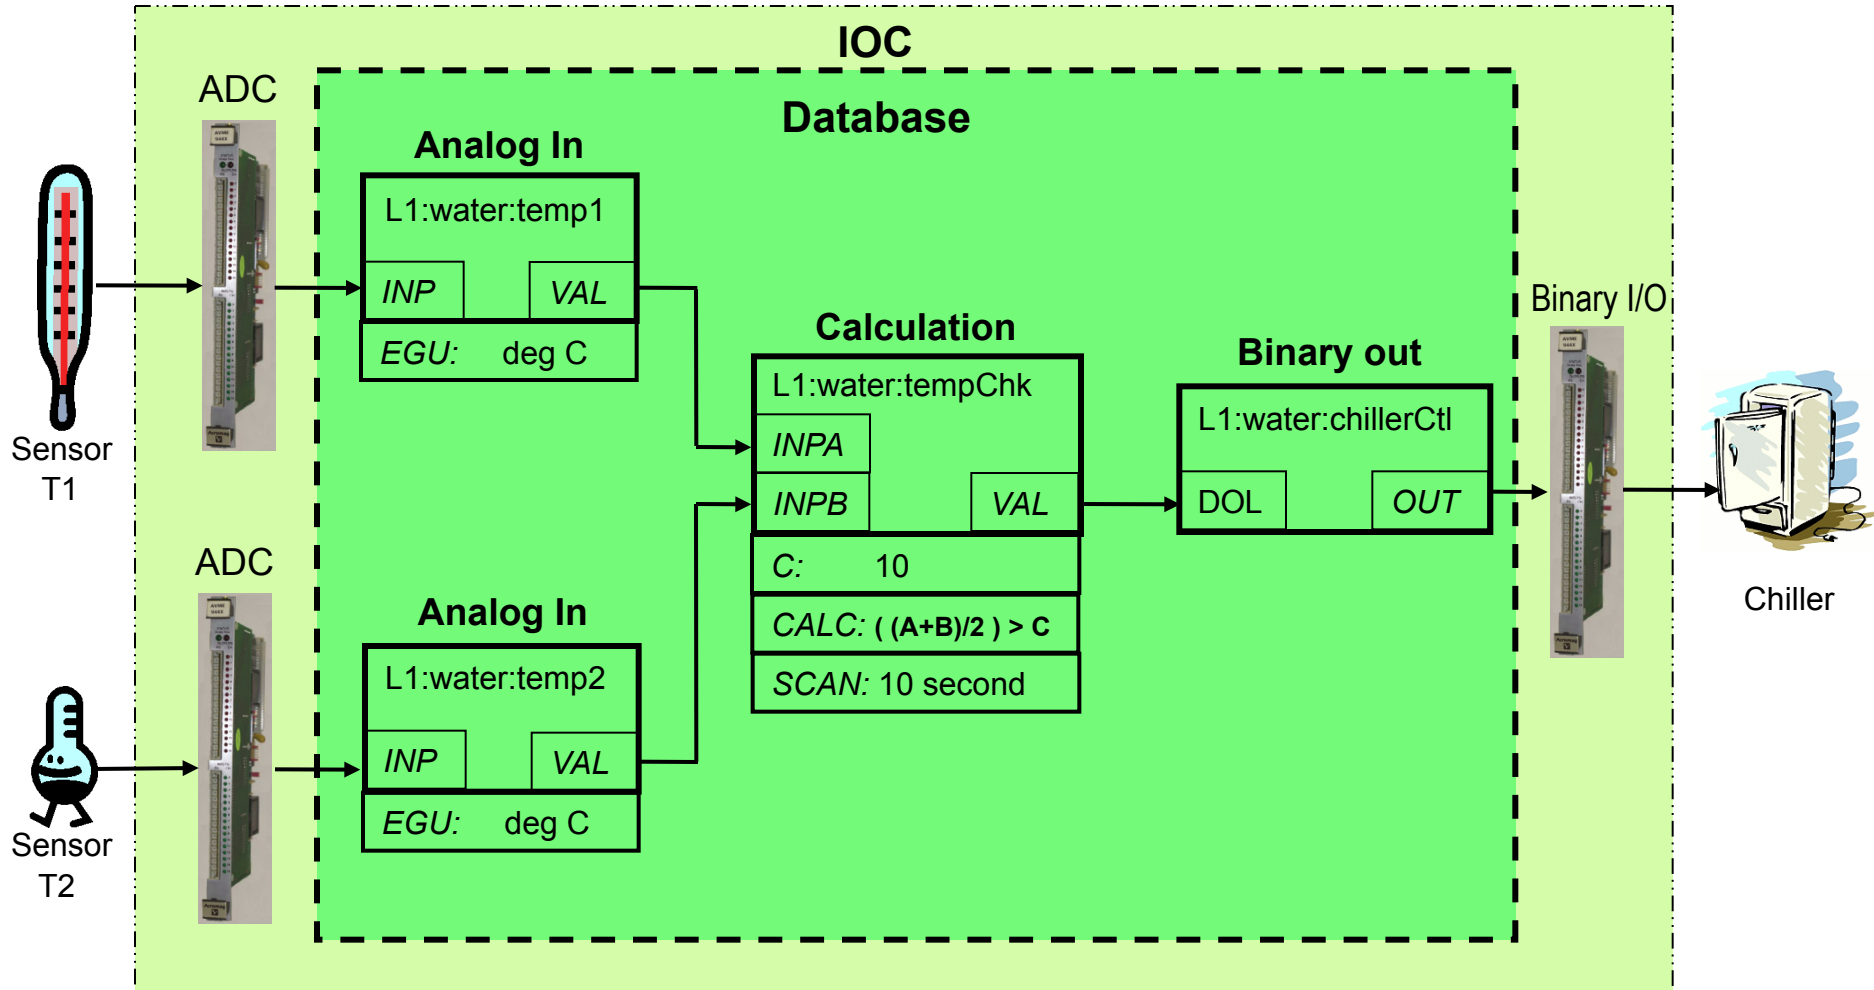 IOC
Database
ADC
Analog In
L1:water:temp1
INP VAL
EGU: deg C
Sensor
T1
ADC
Analog In
L1:water:temp2
INP VAL
EGU: deg C
Sensor
T2
Calculation
L1:water:tempChk
INPA
INPB VAL
C: 10
CALC: ( (A+B)/2 ) > C
SCAN: 10 second
Binary out
L1:water:chillerCtl
DOL OUT
Binary I/O
Chiller